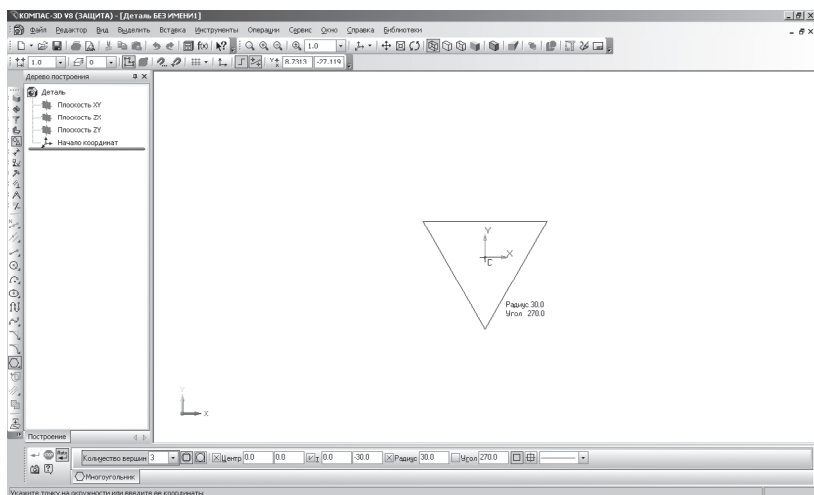 КОМПАС-3D V8 (ЗАЩИТА) - [Деталь БЕЗ ИМЕНИ1]
Файл Редактор Вид Выделить Вставка Инструменты Операции Сервис Окно Справка Библиотеки
1.0
1.0 0 8.7313 -27.119
Дерево построения
Деталь
Плоскость XY
Плоскость ZX
Плоскость ZY
Начало координат
Y
X
Радиус 30.0
Угол 270.0
Y
X
Построение
Количество вершин 3 Центр 0.0 0.0 т 0.0 -30.0 Радиус 30.0 Угол 270.0
Многоугольник
Укажите точку на окружности или введите ее координаты